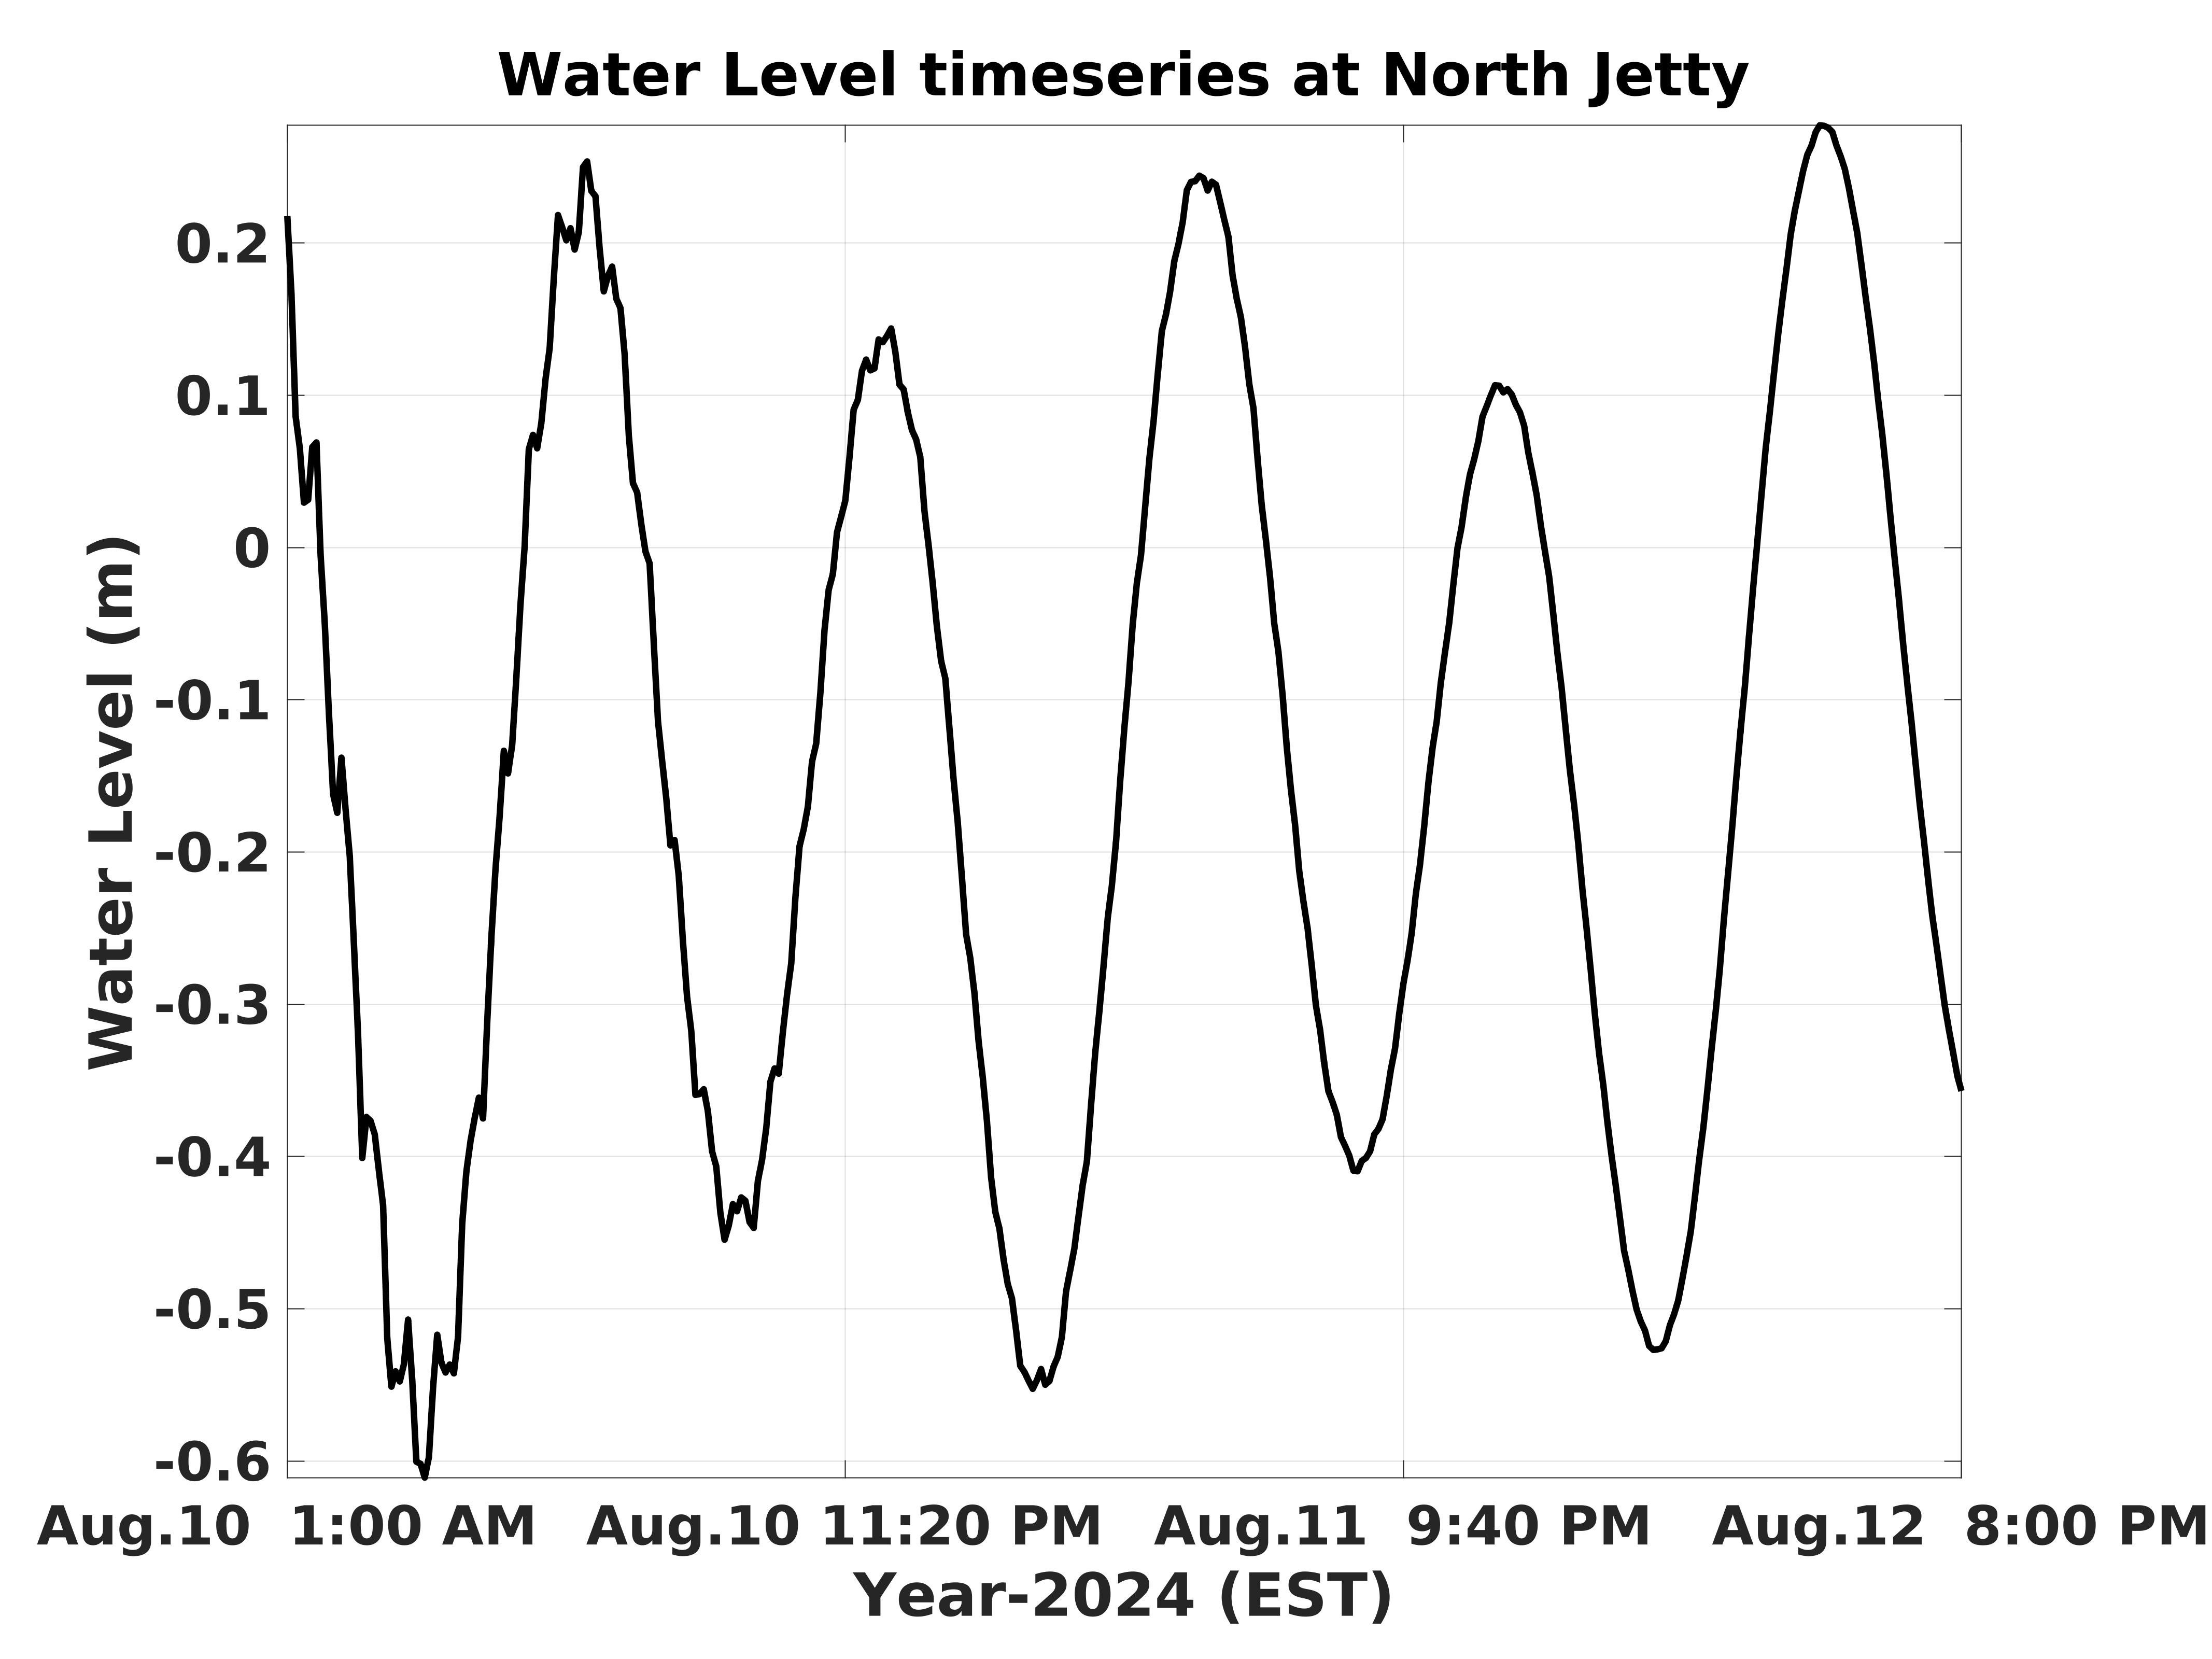 Water Level timeseries at North Jetty
Water Level (m)
0.2
0.1
0
-0.1
-0.2
-0.3
-0.4
-0.5
-0.6
Aug.10  1:00 AM
Aug.10 11:20 PM
Aug.11  9:40 PM
Aug.12  8:00 PM
Year-2024 (EST)